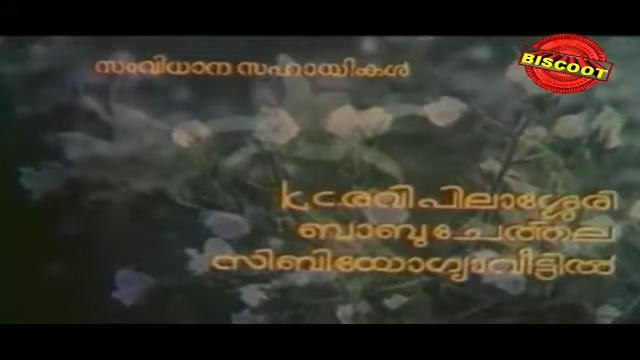 BISCOOT
സംവിധാന സഹായികൾ
k.c.രവി പിലാശ്ശേരി
ബാബു ചേർത്തല
സിബിയോഗ്യാവീട്ടിൽ